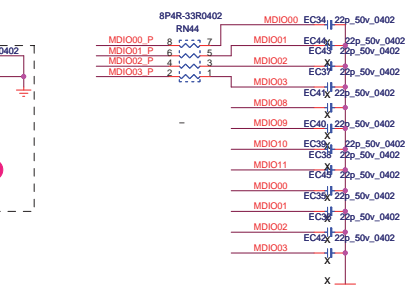 8P4R-33R0402
RN44
0402
MDIO00_P 8 7
MDIO01_P 6 5
MDIO02_P 4 3
MDIO03_P 2 1
MDIO00 EC34 22p_50v_0402
MDIO01 EC44 22p_50v_0402
EC43 22p_50v_0402
MDIO02 EC37 22p_50v_0402
MDIO03
EC41 22p_50v_0402
MDIO08
MDIO09 EC40 22p_50v_0402
MDIO10 EC39 22p_50v_0402
EC38 22p_50v_0402
MDIO11
EC45 22p_50v_0402
MDIO00
EC35 22p_50v_0402
MDIO01
22p_50v_0402
MDIO02
EC42 22p_50v_0402
MDIO03
X
X